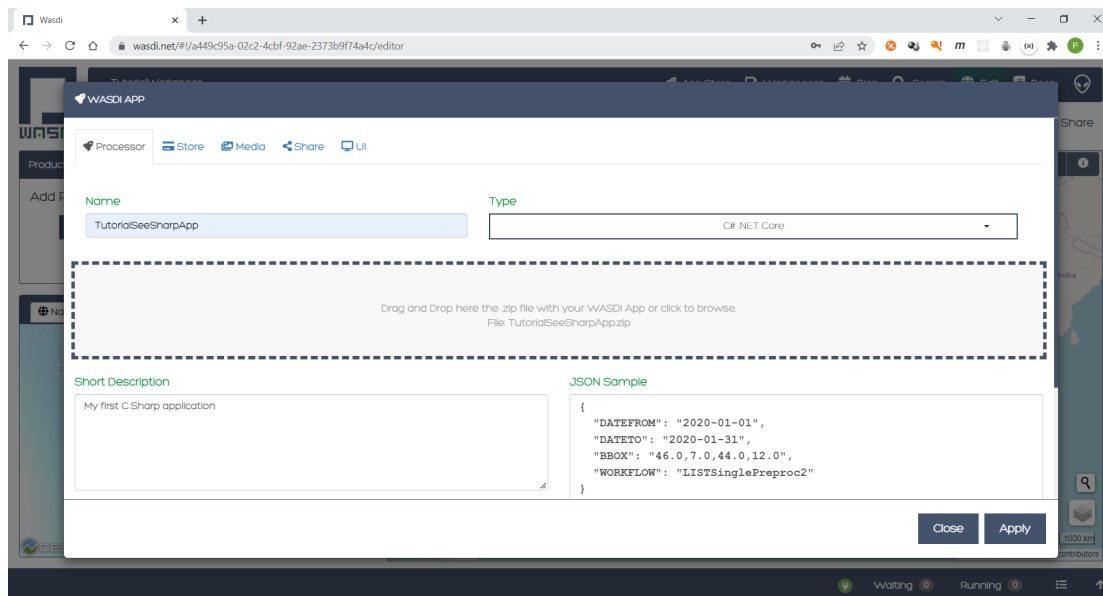 Wasdi
wasdi.net/#!/a449c95a-02c2-4cbf-92ae-2373b9f74a4c/editor
WASDI APP
Share
Processor Store Media Share UI
Name Type
TutorialSeeSharpApp C# .NET Core
Drag and Drop here the .zip file with your WASDI App or click to browse.
File: TutorialSeeSharpApp.zip
Short Description JSON Sample
My first C Sharp application
{
"DATEFROM": "2020-01-01",
"DATETO": "2020-01-31",
"BBOX": "46.0,7.0,44.0,12.0",
"WORKFLOW": "LISTSinglePreproc2"
}
Close Apply
1000 km
Waiting 0 Running 0